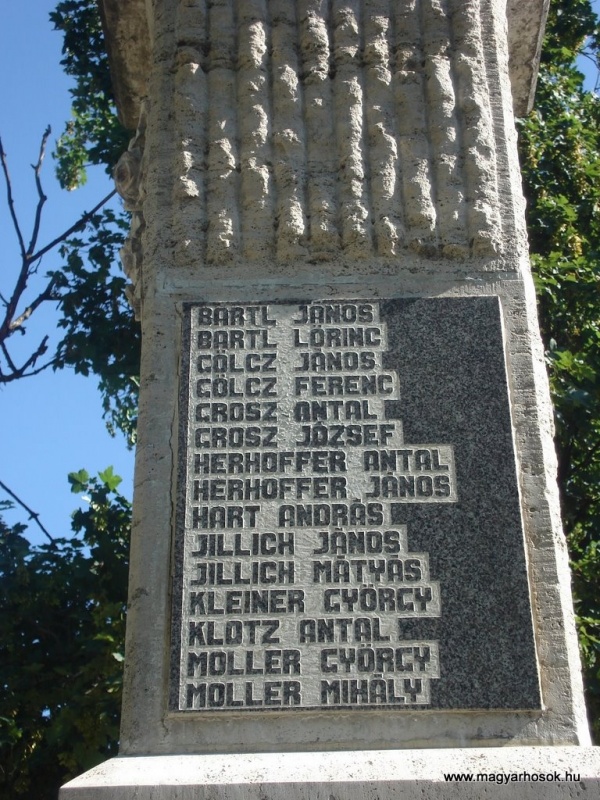 BARTL JÁNOS
BARTL LŐRINC
GÖLCZ JÁNOS
GÖLCZ FERENC
GROSZ ANTAL
GROSZ JÓZSEF
HERHOFFER ANTAL
HERHOFFER JÁNOS
HART ANDRÁS
JILLICH JÁNOS
JILLICH MÁTYÁS
KLEINER GYÖRGY
KLOTZ ANTAL
MOLLER GYÖRGY
MOLLER MIHÁLY
www.magyarhosok.hu